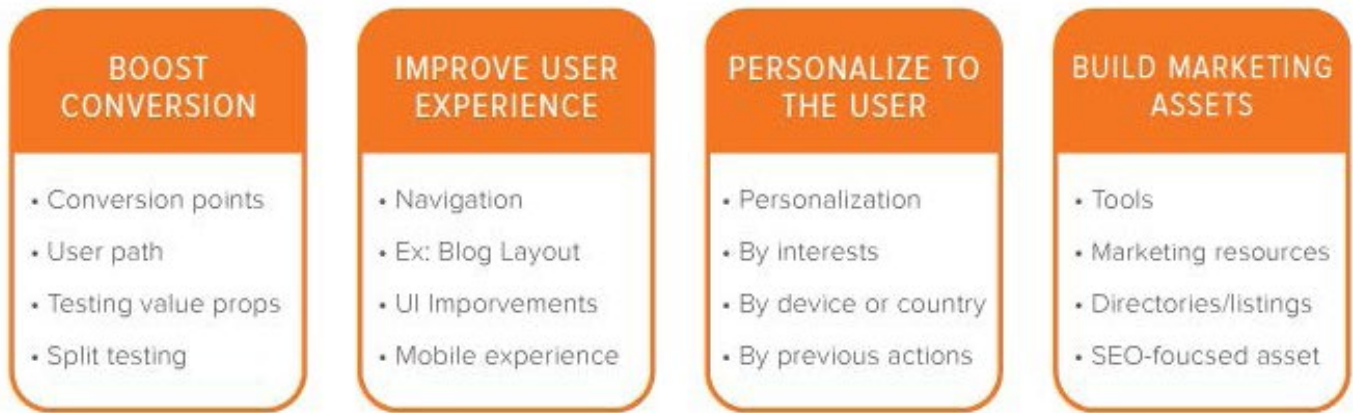 BOOST
CONVERSION
• Conversion points
• User path
• Testing value props
• Split testing
IMPROVE USER
EXPERIENCE
• Navigation
• Ex: Blog Layout
• UI Imporvements
• Mobile experience
PERSONALIZE TO
THE USER
• Personalization
• By interests
• By device or country
• By previous actions
BUILD MARKETING
ASSETS
• Tools
• Marketing resources
• Directories/listings
• SEO-foucsed asset